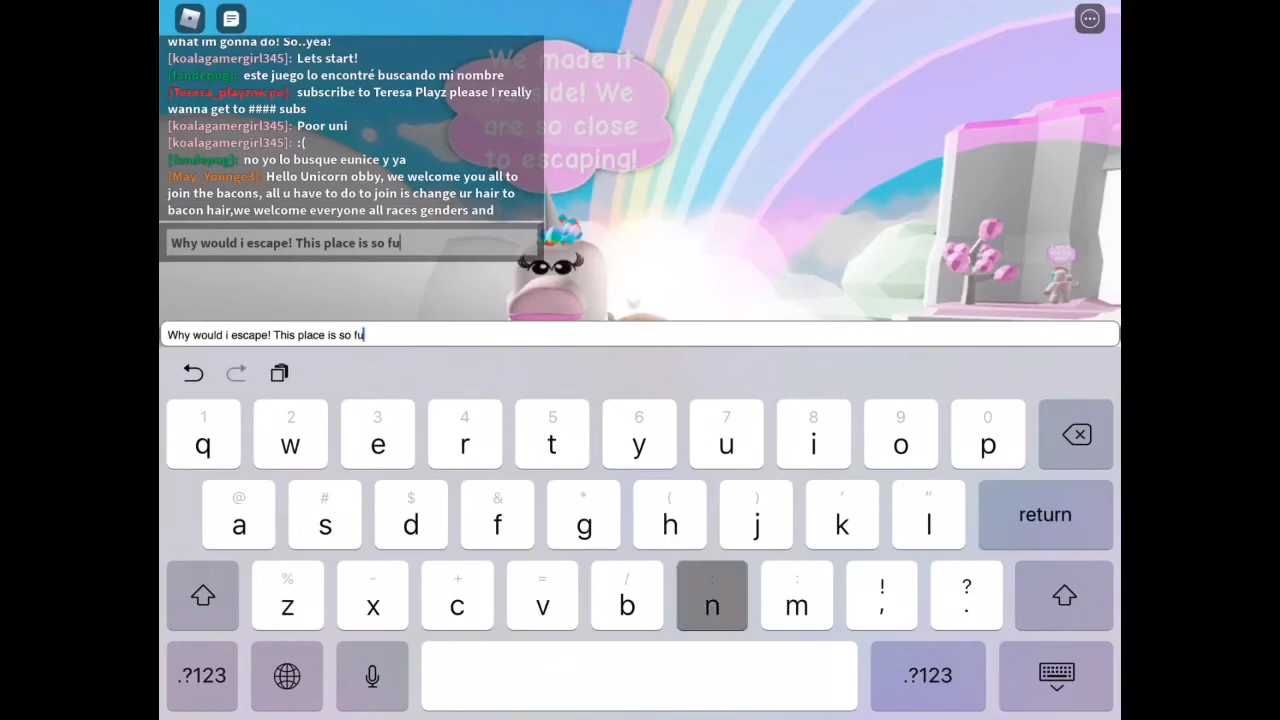 what im gonna do! So..yea!
[koalagamergirl345]: Lets start!
[fandepug]: este juego lo encontré buscando mi nombre
[Teresa_playzmcpe]: subscribe to Teresa Playz please I really
wanna get to #### subs
[koalagamergirl345]: Poor uni
[koalagamergirl345]: :(
[fandepug]: no yo lo busque eunice y ya
[May_Younge3]: Hello Unicorn obby, we welcome you all to
join the bacons, all u have to do to join is change ur hair to
bacon hair,we welcome everyone all races genders and
We made it
side! We
are so close
to escaping!
Why would i escape! This place is so fu
Why would i escape! This place is so fu
1 2 3 4 5 6 7 8 9 0
q w e r t y u i o p
@ # $ & * ( ) ' "
a s d f g h j k l return
% - + = / ; :
z x c v b n m ! , ? .
.?123 .?123